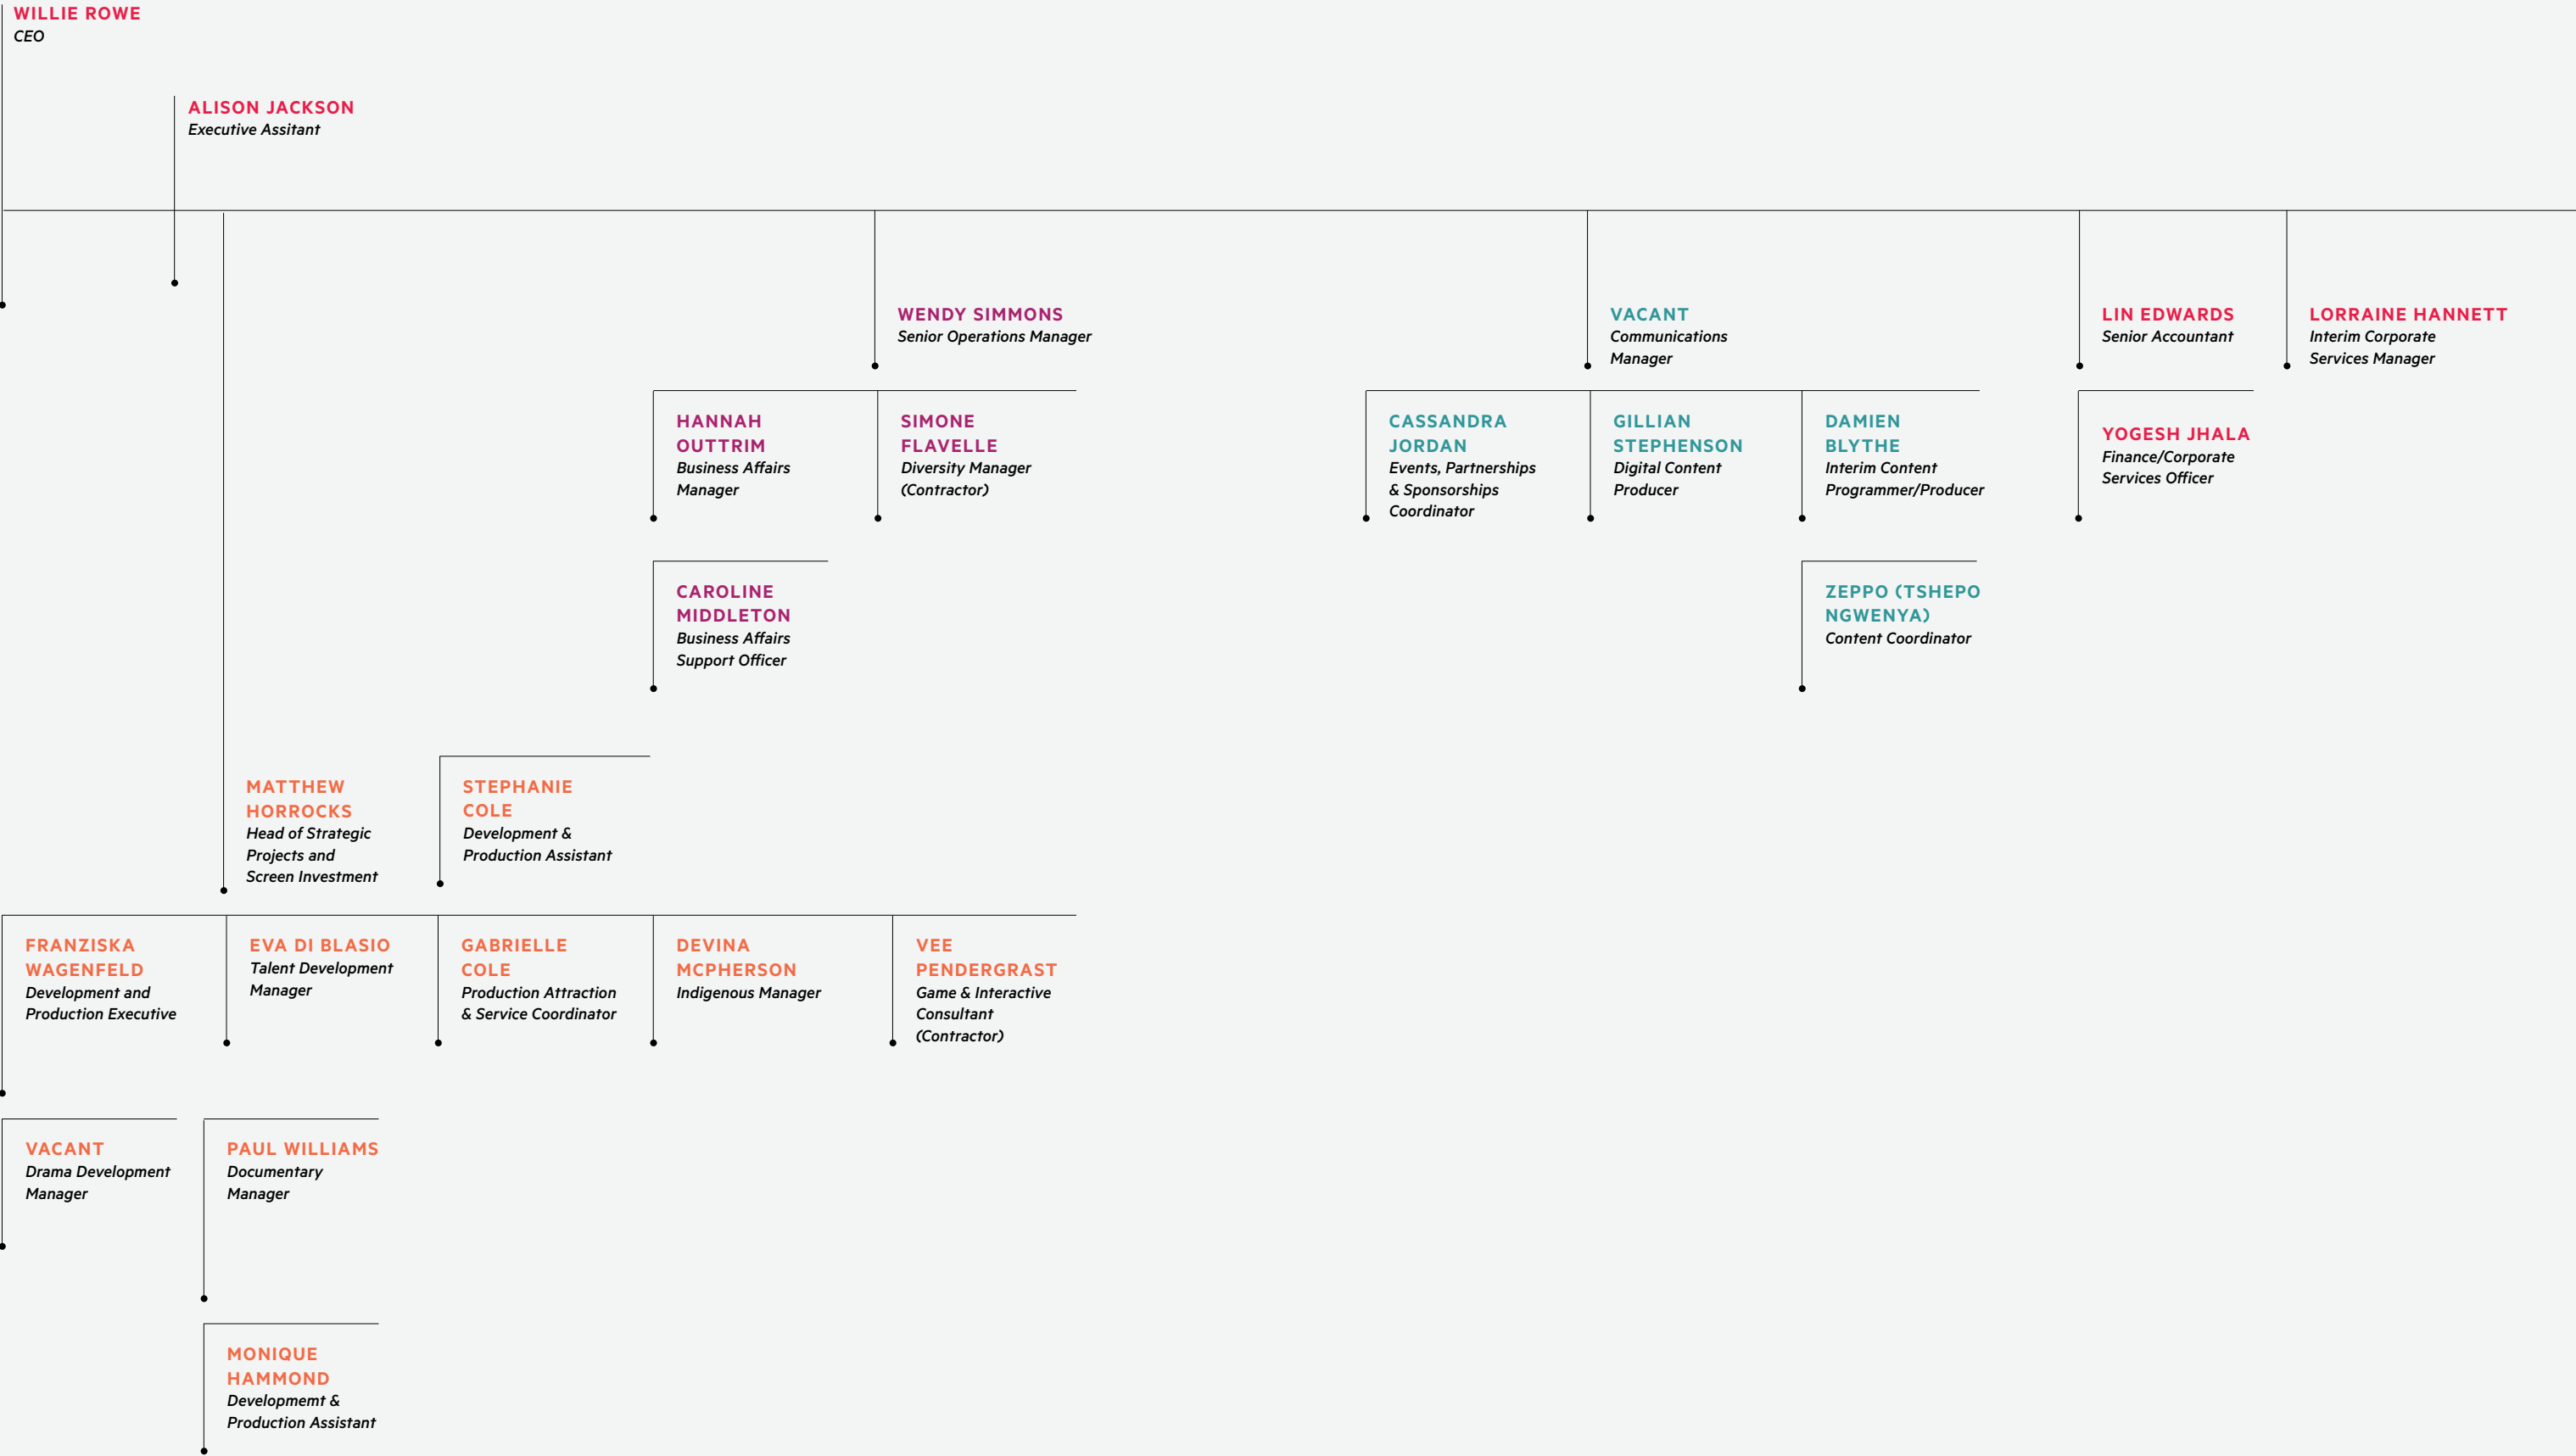 WILLIE ROWE
CEO
ALISON JACKSON
Executive Assitant
WENDY SIMMONS
Senior Operations Manager
VACANT
Communications
Manager
LIN EDWARDS
Senior Accountant
LORRAINE HANNETT
Interim Corporate
Services Manager
HANNAH
OUTTRIM
Business Affairs
Manager
SIMONE
FLAVELLE
Diversity Manager
(Contractor)
CASSANDRA
JORDAN
Events, Partnerships
& Sponsorships
Coordinator
GILLIAN
STEPHENSON
Digital Content
Producer
DAMIEN
BLYTHE
Interim Content
Programmer/Producer
YOGESH JHALA
Finance/Corporate
Services Officer
CAROLINE
MIDDLETON
Business Affairs
Support Officer
ZEPPO (TSHEPO
NGWENYA)
Content Coordinator
MATTHEW
HORROCKS
Head of Strategic
Projects and
Screen Investment
STEPHANIE
COLE
Development &
Production Assistant
FRANZISKA
WAGENFELD
Development and
Production Executive
EVA DI BLASIO
Talent Development
Manager
GABRIELLE
COLE
Production Attraction
& Service Coordinator
DEVINA
MCPHERSON
Indigenous Manager
VEE
PENDERGRAST
Game & Interactive
Consultant
(Contractor)
VACANT
Drama Development
Manager
PAUL WILLIAMS
Documentary
Manager
MONIQUE
HAMMOND
Developmemt &
Production Assistant